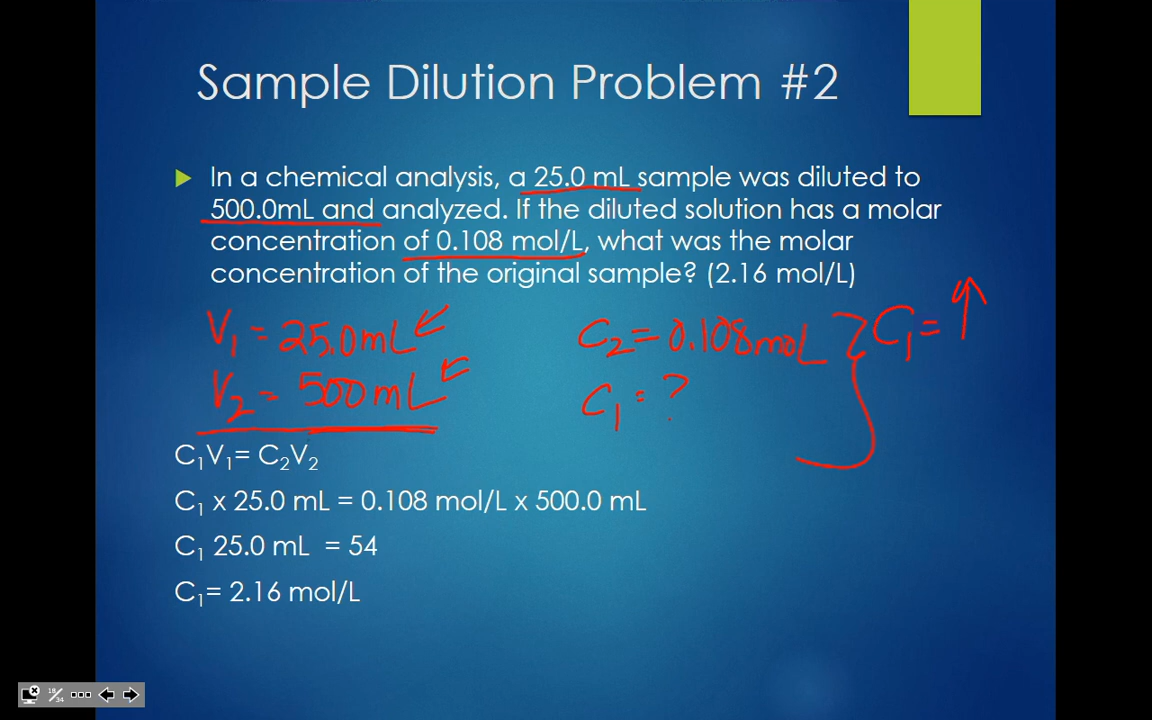 Sample Dilution Problem #2
In a chemical analysis, a 25.0 mL sample was diluted to
500.0mL and analyzed. If the diluted solution has a molar
concentration of 0.108 mol/L, what was the molar
concentration of the original sample? (2.16 mol/L)
V₁ = 25.0mL
V₂ = 500mL
C₂ = 0.108moL
C₁ = ?
C₁ = ↑
C₁V₁= C₂V₂
C₁ x 25.0 mL = 0.108 mol/L x 500.0 mL
C₁ 25.0 mL = 54
C₁= 2.16 mol/L
18/34